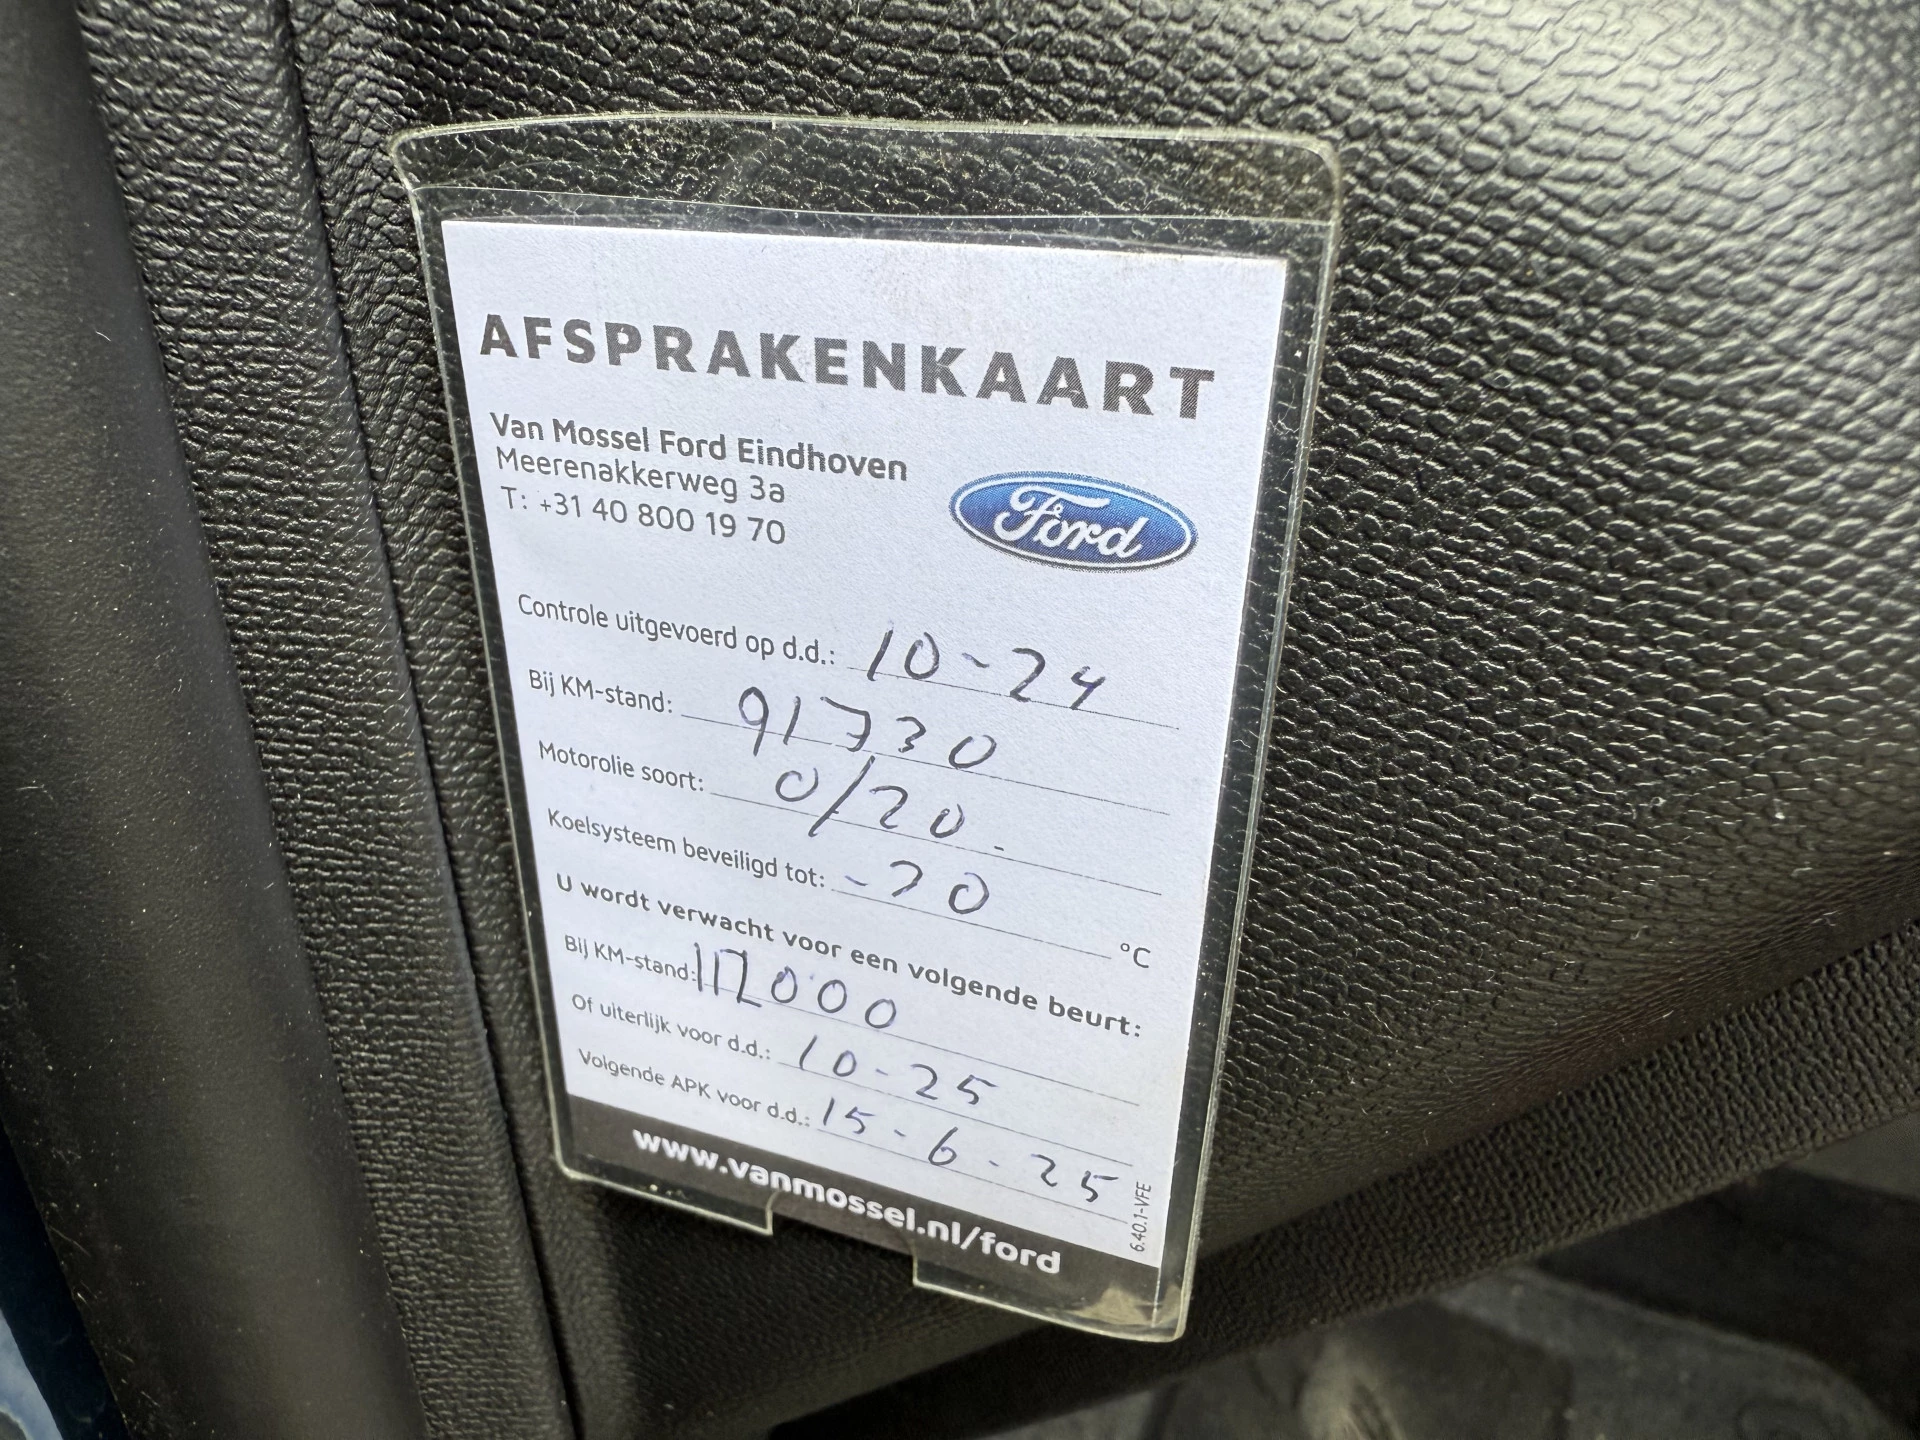 AFSPRAKENKAART
Van Mossel Ford Eindhoven
Meerenakkerweg 3a
T: +31 40 800 19 70
Ford
Controle uitgevoerd op d.d.: 10-24
Bij KM-stand: 91730
Motorolie soort: 0/20
Koelsysteem beveiligd tot: -30 °C
U wordt verwacht voor een volgende beurt:
Bij KM-stand: 112000
Of uiterlijk voor d.d.: 10-25
Volgende APK voor d.d.: 15-6-25
www.vanmossel.nl/ford
6.40.1-VFE